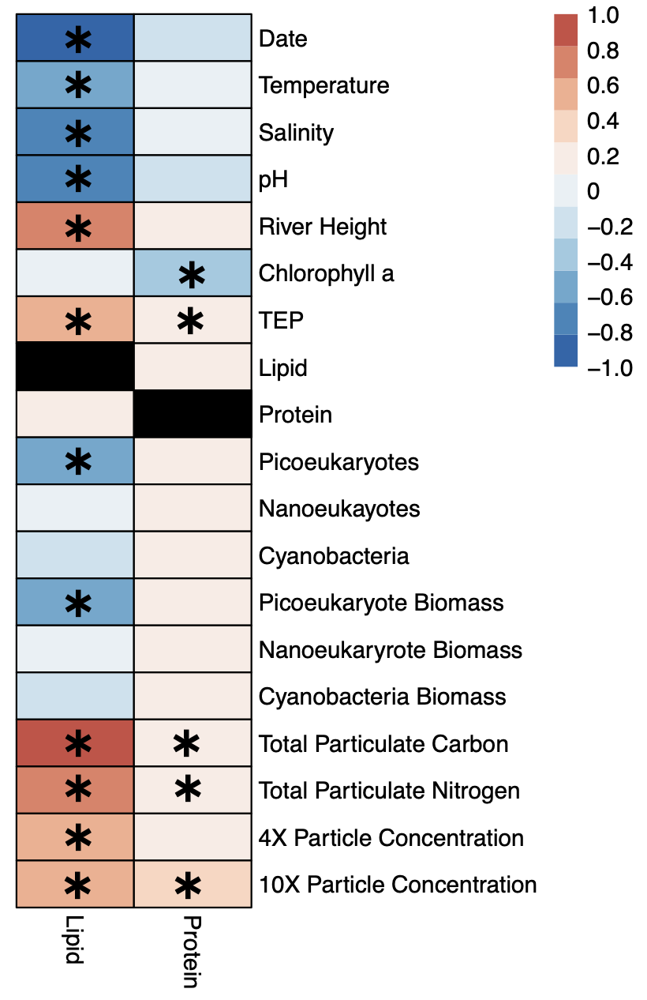 Date
Temperature
Salinity
pH
River Height
Chlorophyll a
TEP
Lipid
Protein
Picoeukaryotes
Nanoeukayotes
Cyanobacteria
Picoeukaryote Biomass
Nanoeukaryrote Biomass
Cyanobacteria Biomass
Total Particulate Carbon
Total Particulate Nitrogen
4X Particle Concentration
10X Particle Concentration
Lipid
Protein
1.0
0.8
0.6
0.4
0.2
0
−0.2
−0.4
−0.6
−0.8
−1.0